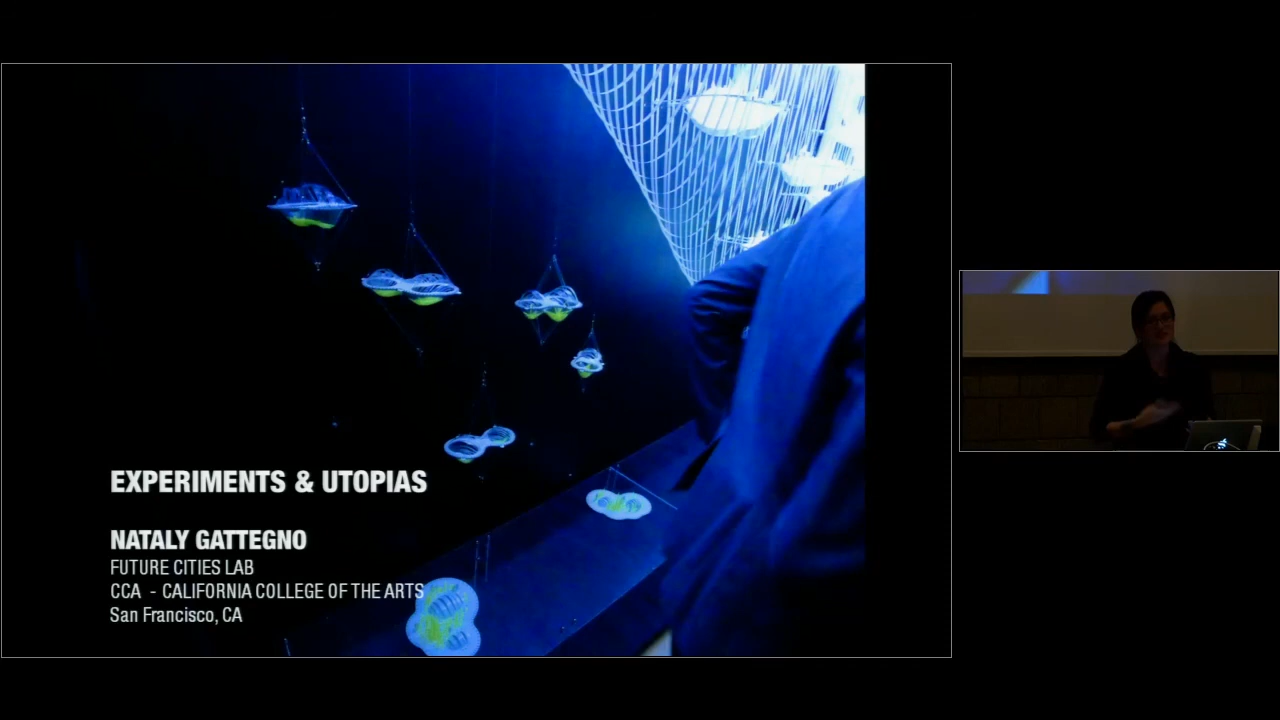 EXPERIMENTS & UTOPIAS
NATALY GATTEGNO
FUTURE CITIES LAB
CCA - CALIFORNIA COLLEGE OF THE ARTS
San Francisco, CA